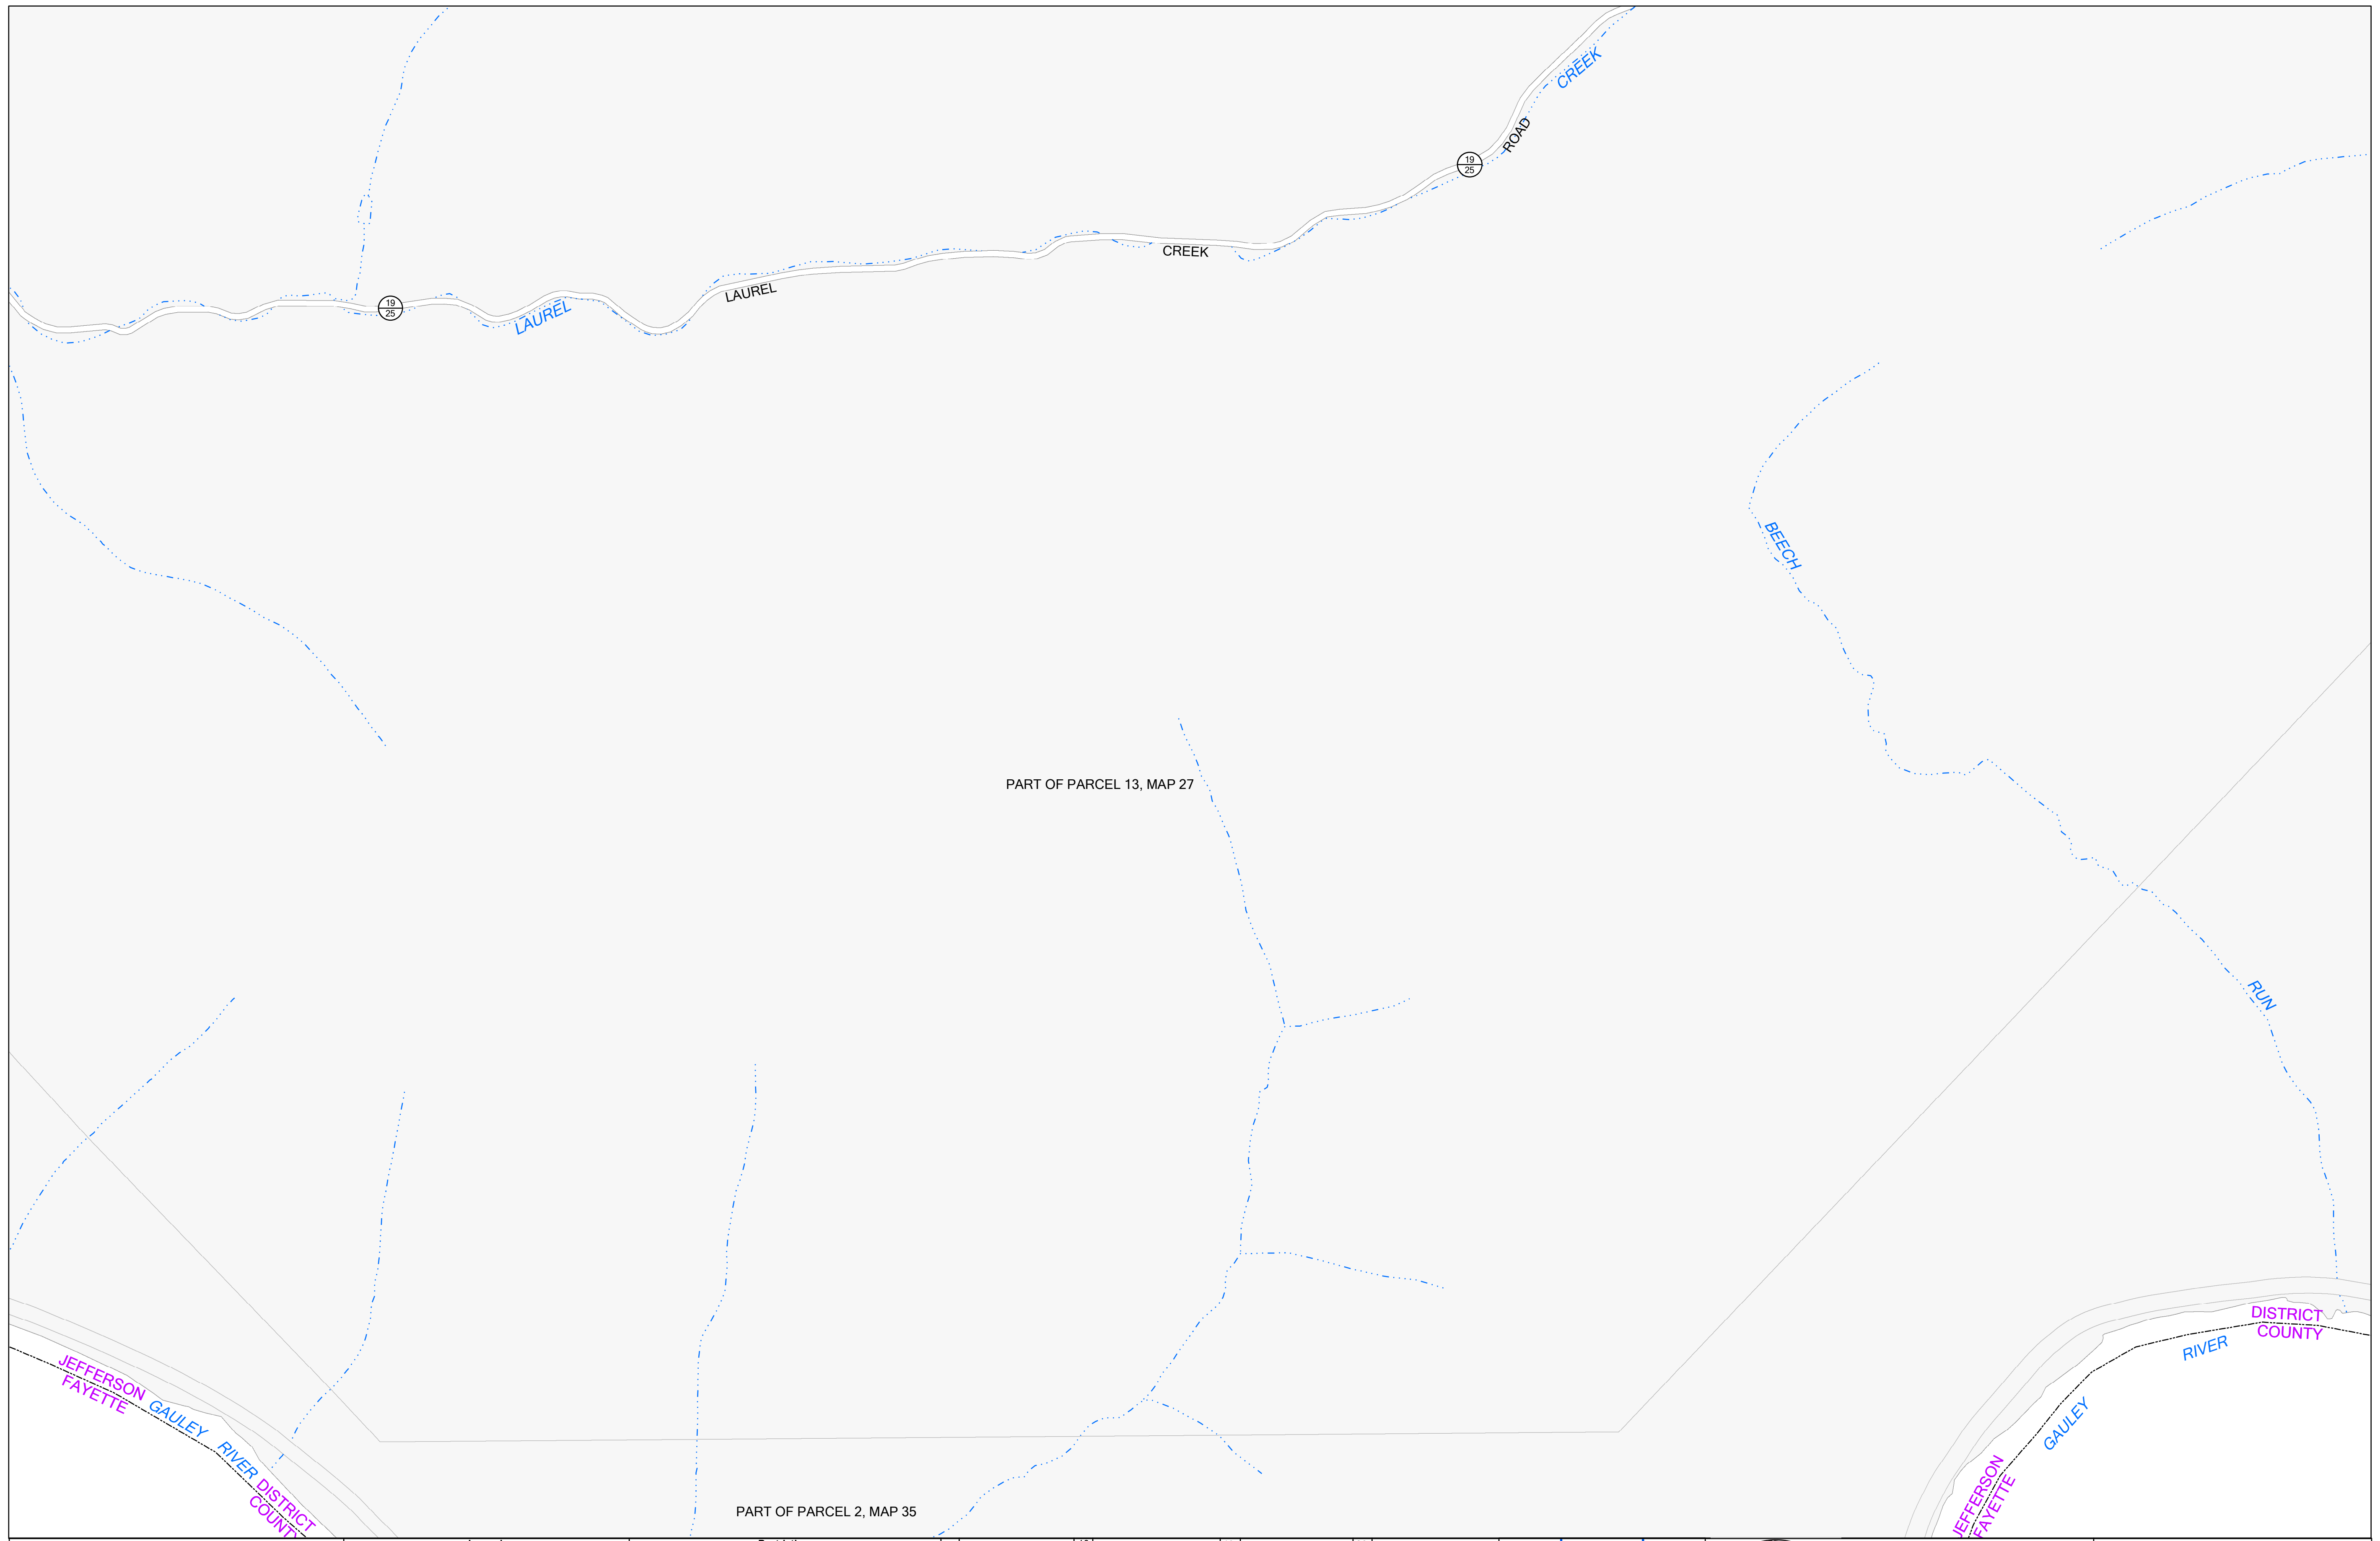 CREEK
ROAD
19
25
CREEK
LAUREL
19
25
LAUREL
BEECH
PART OF PARCEL 13, MAP 27
RUN
DISTRICT
COUNTY
RIVER
JEFFERSON
FAYETTE
GAULEY
RIVER
GAULEY
DISTRICT
COUNTY
JEFFERSON
FAYETTE
PART OF PARCEL 2, MAP 35